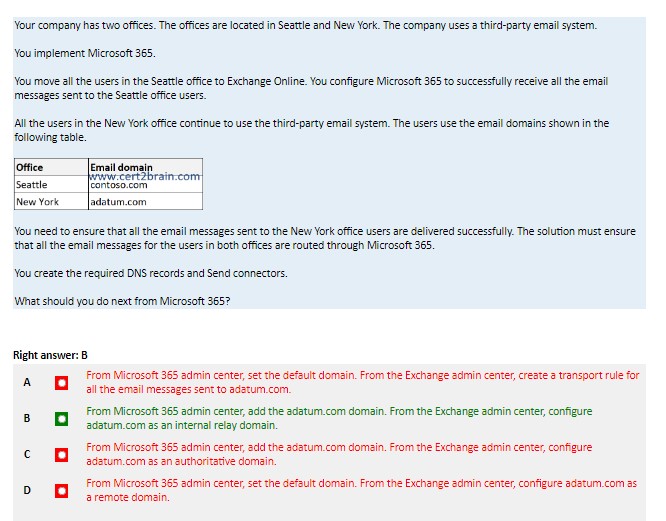 Your company has two offices. The offices are located in Seattle and New York. The company uses a third-party email system.
You implement Microsoft 365.
You move all the users in the Seattle office to Exchange Online. You configure Microsoft 365 to successfully receive all the email
messages sent to the Seattle office users.
All the users in the New York office continue to use the third-party email system. The users use the email domains shown in the
following table.
Office Email domain
www.cert2brain.com
Seattle contoso.com
New York adatum.com
You need to ensure that all the email messages sent to the New York office users are delivered successfully. The solution must ensure
that all the email messages for the users in both offices are routed through Microsoft 365.
You create the required DNS records and Send connectors.
What should you do next from Microsoft 365?
Right answer: B
A From Microsoft 365 admin center, set the default domain. From the Exchange admin center, create a transport rule for
all the email messages sent to adatum.com.
B From Microsoft 365 admin center, add the adatum.com domain. From the Exchange admin center, configure
adatum.com as an internal relay domain.
C From Microsoft 365 admin center, add the adatum.com domain. From the Exchange admin center, configure
adatum.com as an authoritative domain.
D From Microsoft 365 admin center, set the default domain. From the Exchange admin center, configure adatum.com as
a remote domain.